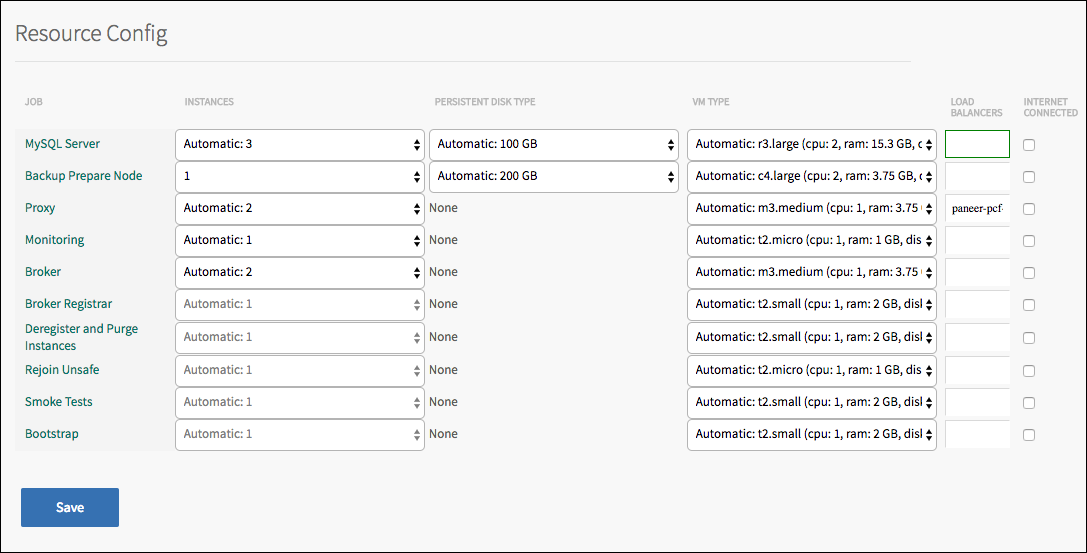 Resource Config
JOB INSTANCES PERSISTENT DISK TYPE VM TYPE LOAD BALANCERS INTERNET CONNECTED
MySQL Server Automatic: 3 Automatic: 100 GB Automatic: r3.large (cpu: 2, ram: 15.3 GB, c
Backup Prepare Node 1 Automatic: 200 GB Automatic: c4.large (cpu: 2, ram: 3.75 GB, c
Proxy Automatic: 2 None Automatic: m3.medium (cpu: 1, ram: 3.75 paneer-pcf-
Monitoring Automatic: 1 None Automatic: t2.micro (cpu: 1, ram: 1 GB, dis
Broker Automatic: 2 None Automatic: m3.medium (cpu: 1, ram: 3.75
Broker Registrar Automatic: 1 None Automatic: t2.small (cpu: 1, ram: 2 GB, disl
Deregister and Purge Instances Automatic: 1 None Automatic: t2.small (cpu: 1, ram: 2 GB, disl
Rejoin Unsafe Automatic: 1 None Automatic: t2.micro (cpu: 1, ram: 1 GB, dis
Smoke Tests Automatic: 1 None Automatic: t2.small (cpu: 1, ram: 2 GB, disl
Bootstrap Automatic: 1 None Automatic: t2.small (cpu: 1, ram: 2 GB, disl
Save